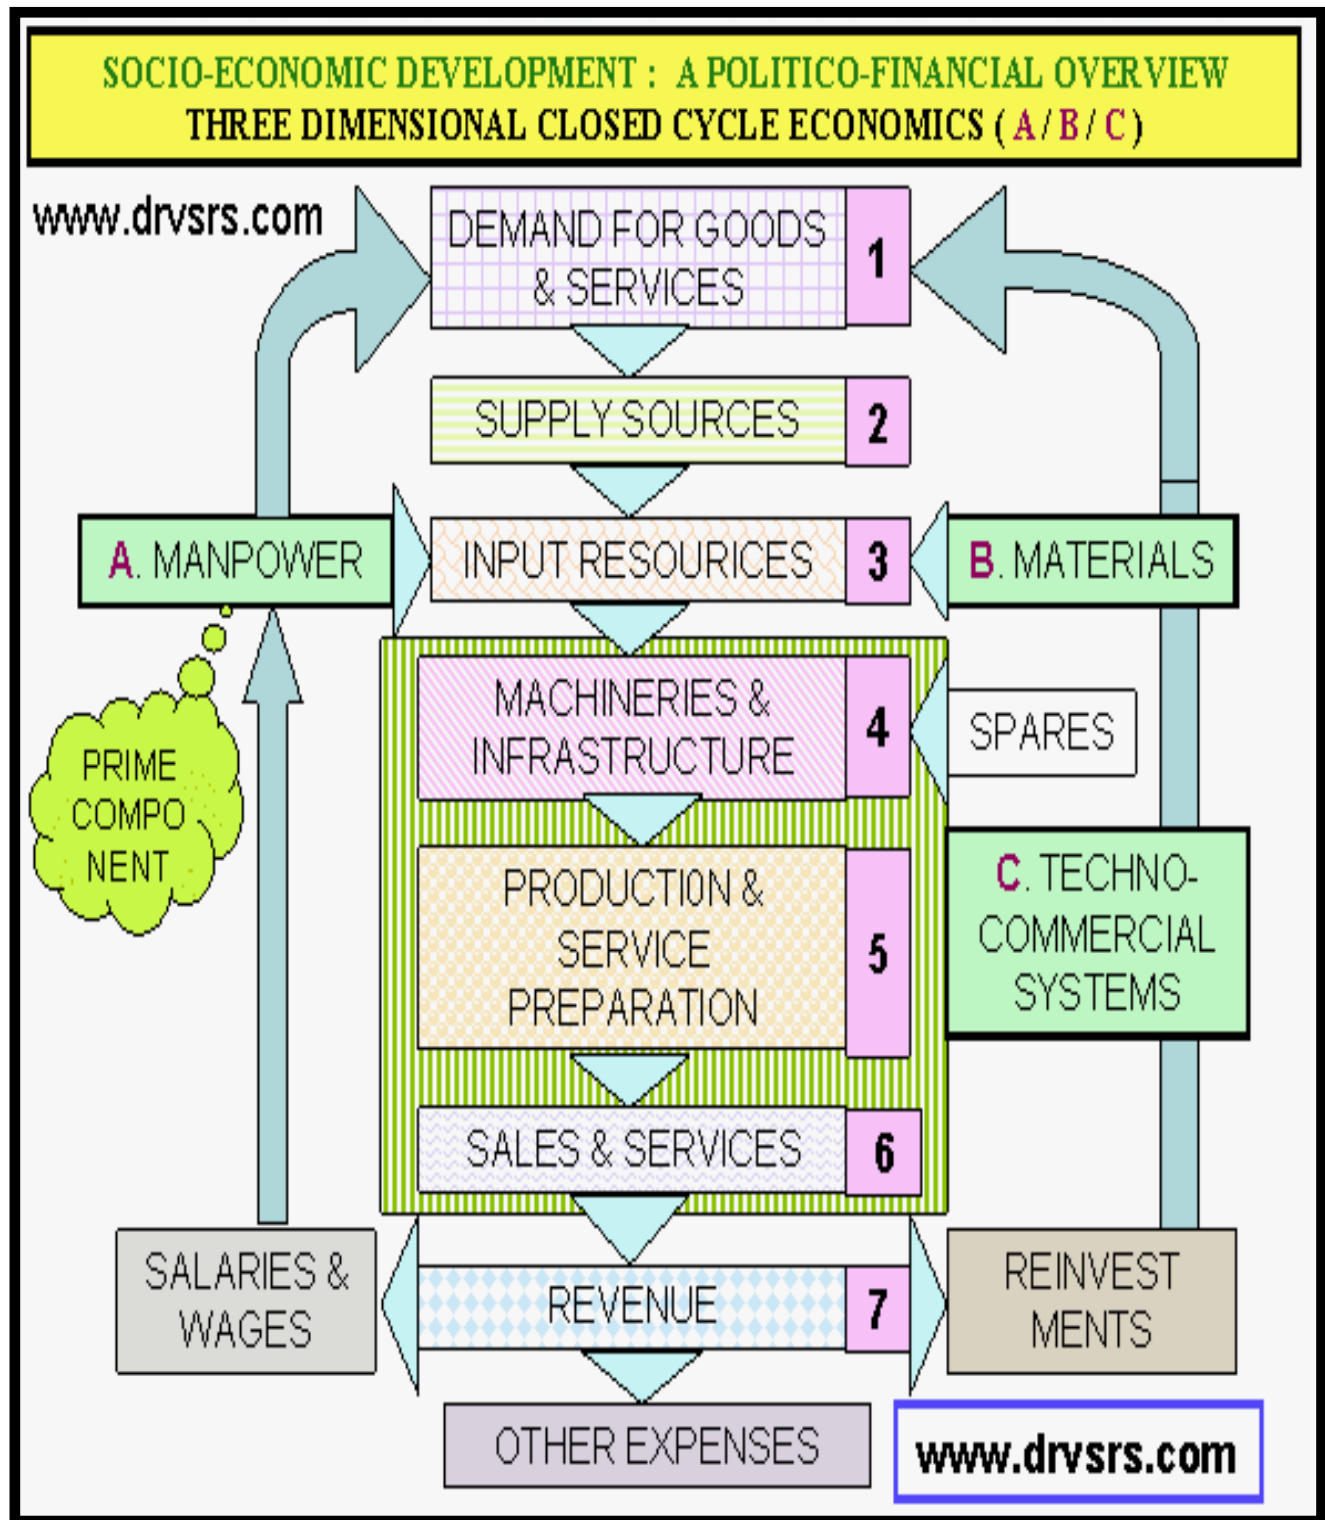 SOCIO-ECONOMIC DEVELOPMENT : A POLITICO-FINANCIAL OVERVIEW
THREE DIMENSIONAL CLOSED CYCLE ECONOMICS ( A / B / C )
www.drvsrs.com
DEMAND FOR GOODS
& SERVICES
1
SUPPLY SOURCES
2
A. MANPOWER
INPUT RESOURICES
3
B. MATERIALS
MACHINERIES &
INFRASTRUCTURE
4
SPARES
PRIME
COMPO
NENT
PRODUCTION &
SERVICE
PREPARATION
5
C. TECHNO-
COMMERCIAL
SYSTEMS
SALES & SERVICES
6
SALARIES &
WAGES
REVENUE
7
REINVEST
MENTS
OTHER EXPENSES
www.drvsrs.com